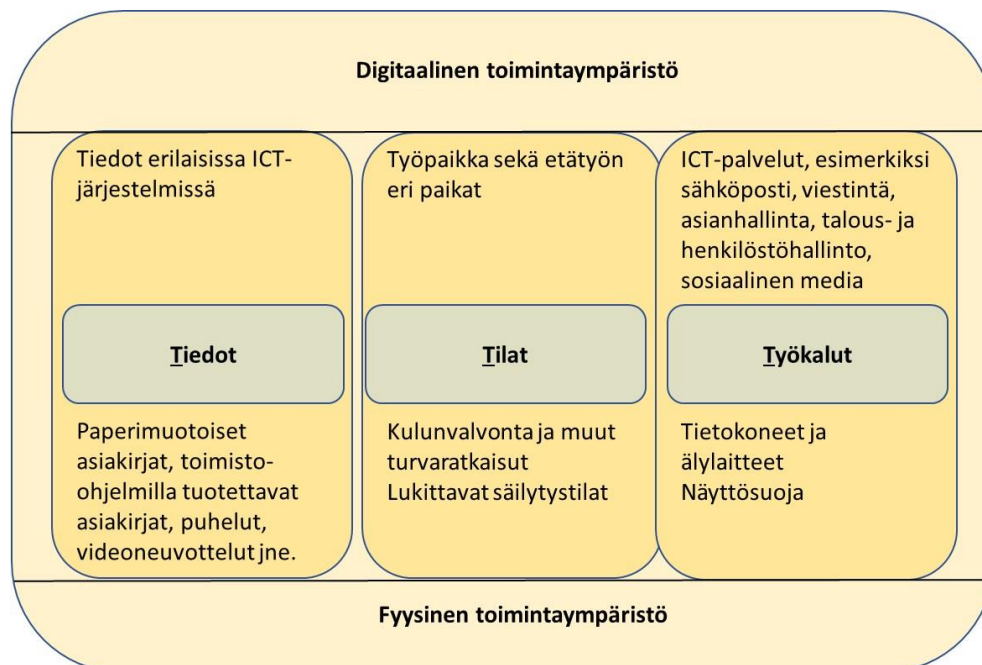 Digitaalinen toimintaympäristö
Tiedot erilaisissa ICT-
järjestelmissä
Työpaikka sekä etätyön
eri paikat
ICT-palvelut, esimerkiksi
sähköposti, viestintä,
asianhallinta, talous- ja
henkilöstöhallinto,
sosiaalinen media
Tiedot
Tilat
Työkalut
Paperimuotoiset
asiakirjat, toimisto-
ohjelmilla tuotettavat
asiakirjat, puhelut,
videoneuvottelut jne.
Kulunvalvonta ja muut
turvaratkaisut
Lukittavat säilytystilat
Tietokoneet ja
älylaitteet
Näyttösuoja
Fyysinen toimintaympäristö